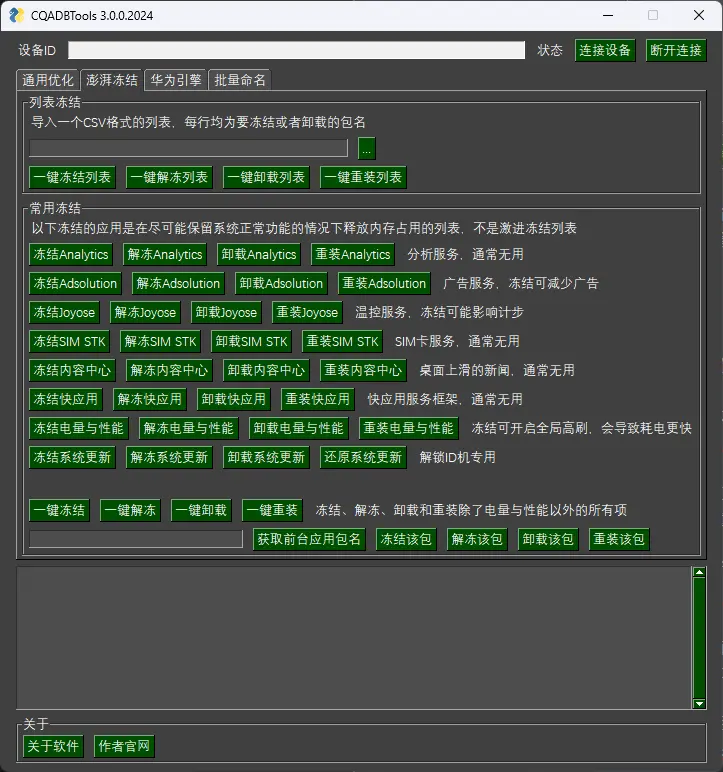 CQADBTools 3.0.0.2024
设备ID 状态 连接设备 断开连接
通用优化 澎湃冻结 华为引擎 批量命名
列表冻结
导入一个CSV格式的列表，每行均为要冻结或者卸载的包名
...
一键冻结列表 一键解冻列表 一键卸载列表 一键重装列表
常用冻结
以下冻结的应用是在尽可能保留系统正常功能的情况下释放内存占用的列表，不是激进冻结列表
冻结Analytics 解冻Analytics 卸载Analytics 重装Analytics 分析服务，通常无用
冻结Adsolution 解冻Adsolution 卸载Adsolution 重装Adsolution 广告服务，冻结可减少广告
冻结Joyose 解冻Joyose 卸载Joyose 重装Joyose 温控服务，冻结可能影响计步
冻结SIM STK 解冻SIM STK 卸载SIM STK 重装SIM STK SIM卡服务，通常无用
冻结内容中心 解冻内容中心 卸载内容中心 重装内容中心 桌面上滑的新闻，通常无用
冻结快应用 解冻快应用 卸载快应用 重装快应用 快应用服务框架，通常无用
冻结电量与性能 解冻电量与性能 卸载电量与性能 重装电量与性能 冻结可开启全局高刷，会导致耗电更快
冻结系统更新 解冻系统更新 卸载系统更新 还原系统更新 解锁ID机专用
一键冻结 一键解冻 一键卸载 一键重装 冻结、解冻、卸载和重装除了电量与性能以外的所有项
获取前台应用包名 冻结该包 解冻该包 卸载该包 重装该包
关于
关于软件 作者官网